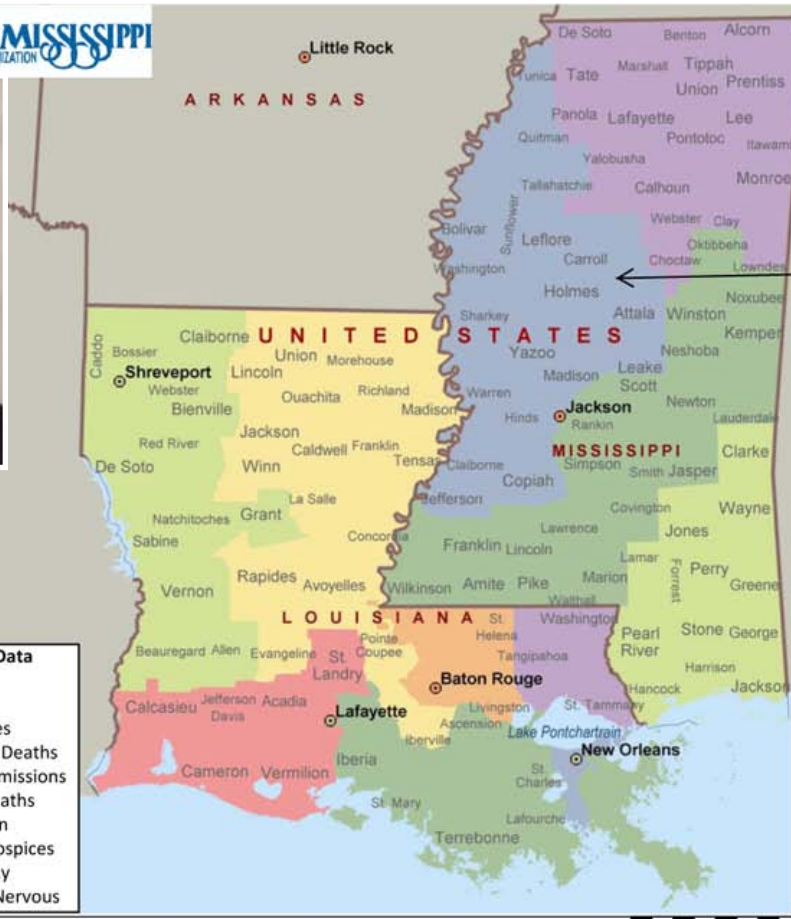 MISSISSIPPI
IZATION
Little Rock
ARKANSAS
De Soto
Benton
Alcorn
Tunica
Tate
Marshall
Tippah
Union
Prentiss
Panola
Lafayette
Lee
Quitman
Pontotoc
Itawam
Yalobusha
Tallahatchie
Calhoun
Monroe
Bolivar
Sunflower
Leflore
Webster
Clay
Oktibbeha
Washington
Carroll
Choctaw
Lowndes
Holmes
Noxubee
Sharkey
Attala
Winston
Claiborne
UNITED STATES
Kemper
Caddo
Bossier
Union
Morehouse
Yazoo
Neshoba
Shreveport
Lincoln
Madison
Leake
Webster
Ouachita
Richland
Warren
Scott
Bienville
Madison
Hinds
Jackson
Newton
Rankin
Lauderdale
Jackson
Red River
Caldwell
Franklin
MISSISSIPPI
Clarke
De Soto
Winn
Tensas
Claiborne
Simpson
Smith
Jasper
Copiah
La Salle
Jefferson
Natchitoches
Grant
Covington
Wayne
Sabine
Concordia
Lawrence
Jones
Franklin
Lincoln
Lamar
Vernon
Rapides
Avoyelles
Wilkinson
Amite
Pike
Marion
Forrest
Perry
Greene
Walthall
LOUISIANA
St.
Helena
Washington
Beauregard
Allen
Evangeline
St.
Landry
Pointe
Coupee
Tangipahoa
Pearl
River
Stone
George
Baton Rouge
Harrison
Hancock
Jackson
Calcasieu
Jefferson
Davis
Acadia
Lafayette
Livingston
St. Tammany
Ascension
Iberville
Lake Pontchartrain
New Orleans
Cameron
Vermilion
Iberia
St.
Charles
St Mary
Lafourche
Terrebonne
Data
es
Deaths
missions
aths
n
ospices
y
Nervous